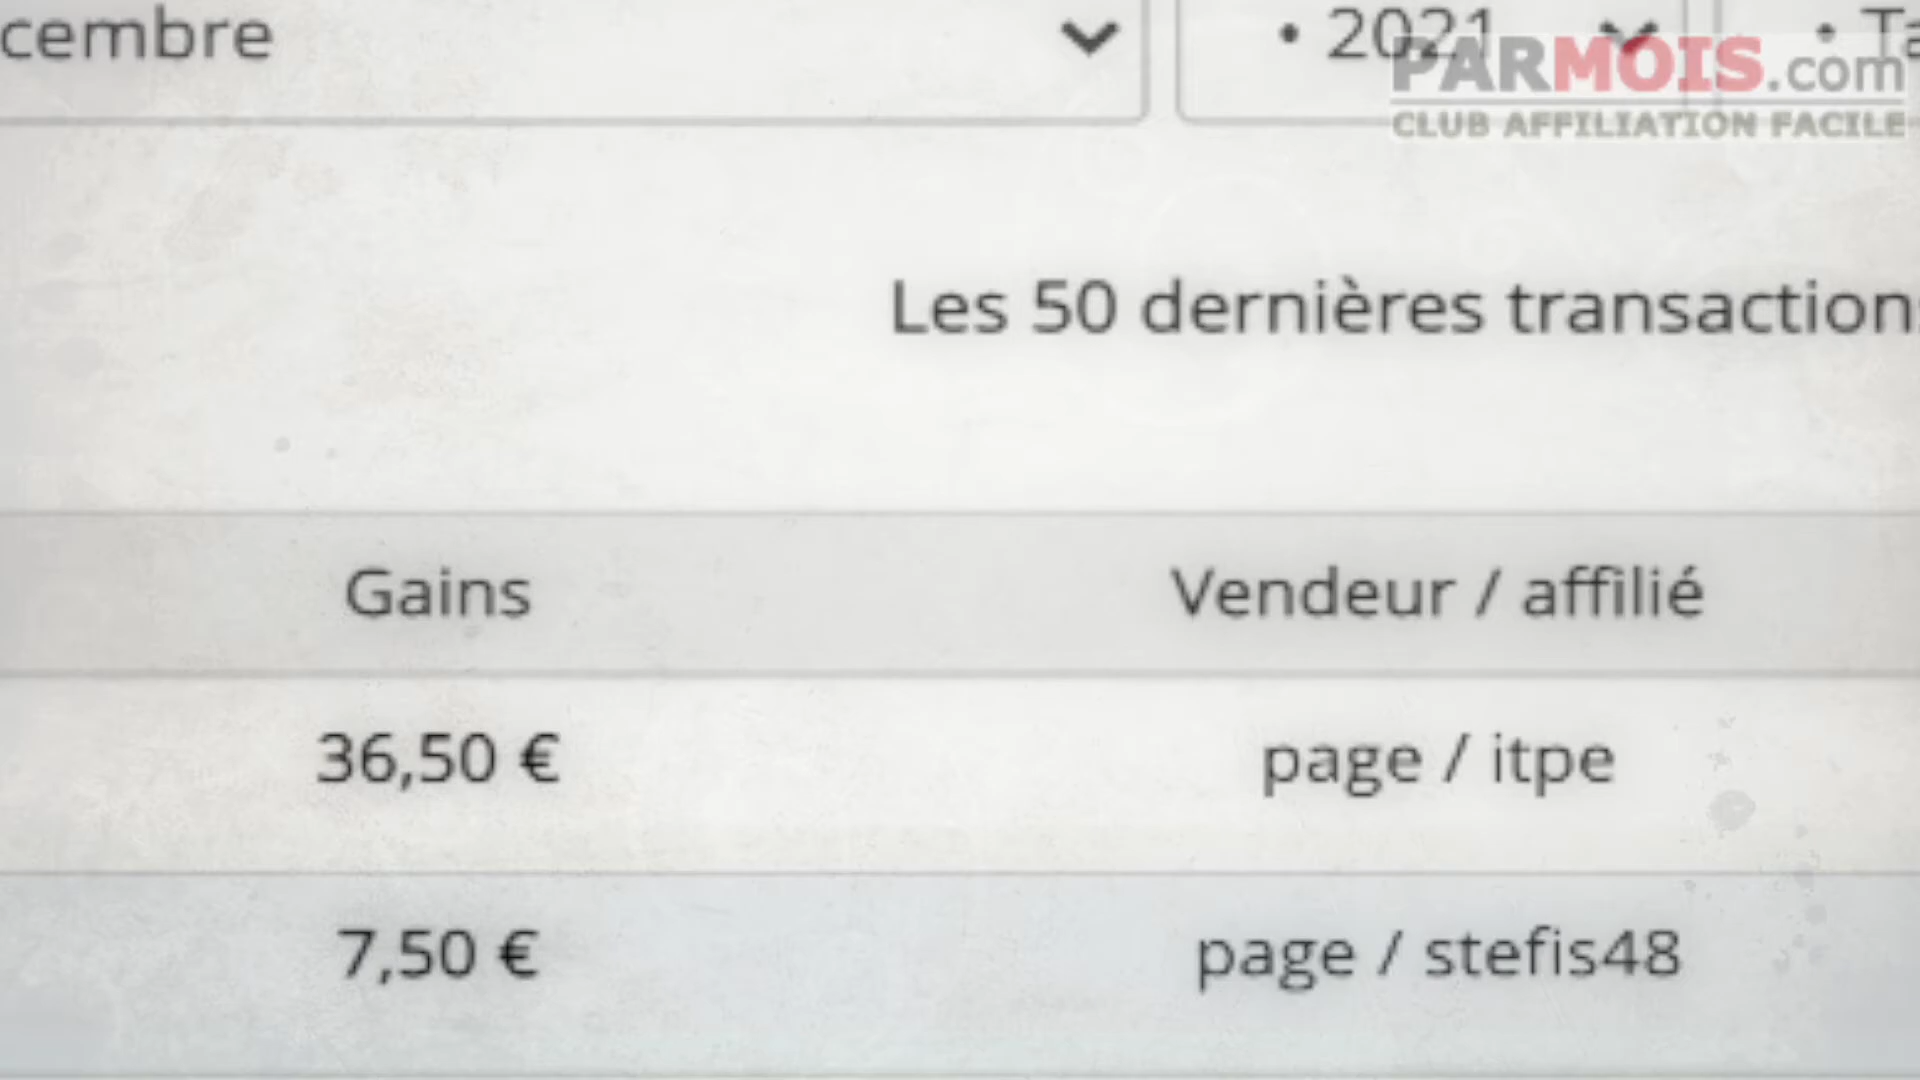 cembre
• 2021
PARMOIS.com
CLUB AFFILIATION FACILE
Les 50 dernières transaction
Gains
Vendeur / affilié
36,50 €
page / itpe
7,50 €
page / stefis48